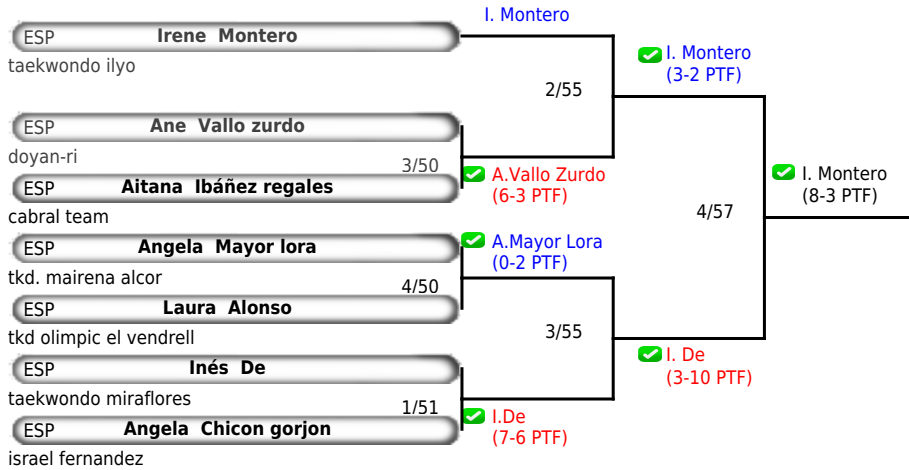 I. Montero
ESP Irene Montero
taekwondo ilyo
I. Montero
(3-2 PTF)
2/55
ESP Ane Vallo zurdo
doyan-ri
3/50
A.Vallo Zurdo
(6-3 PTF)
ESP Aitana Ibáñez regales
cabral team
I. Montero
(8-3 PTF)
4/57
ESP Angela Mayor lora
tkd. mairena alcor
A.Mayor Lora
(0-2 PTF)
4/50
ESP Laura Alonso
tkd olimpic el vendrell
3/55
I. De
(3-10 PTF)
ESP Inés De
taekwondo miraflores
1/51
I.De
(7-6 PTF)
ESP Angela Chicon gorjon
israel fernandez